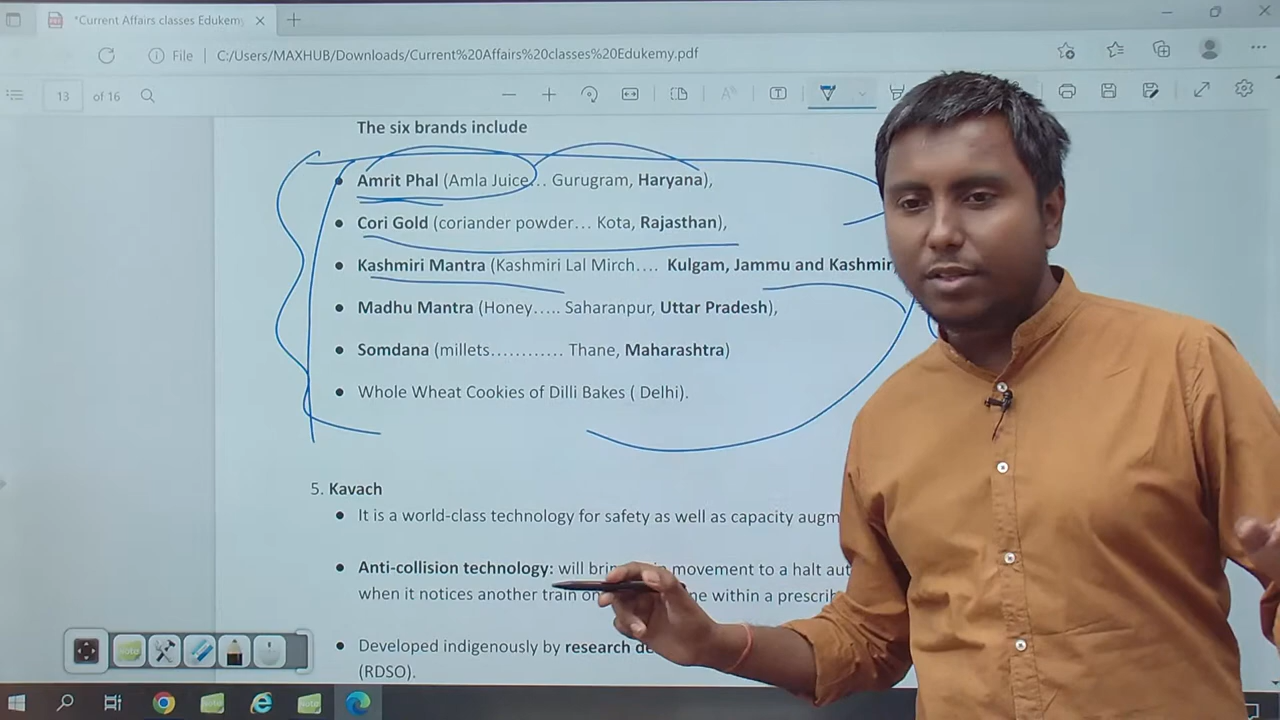 *Current Affairs classes Edukemy
File C:/Users/MAXHUB/Downloads/Current%20Affairs%20classes%20Edukemy.pdf
13 of 16
The six brands include
• Amrit Phal (Amla Juice... Gurugram, Haryana),
• Cori Gold (coriander powder... Kota, Rajasthan),
• Kashmiri Mantra (Kashmiri Lal Mirch.... Kulgam, Jammu and Kashmir
• Madhu Mantra (Honey..... Saharanpur, Uttar Pradesh),
• Somdana (millets............ Thane, Maharashtra)
• Whole Wheat Cookies of Dilli Bakes ( Delhi).
5. Kavach
• It is a world-class technology for safety as well as capacity augm
• Anti-collision technology: will movement to a halt aut
when it notices another train within a prescrib
• Developed indigenously by research
(RDSO).